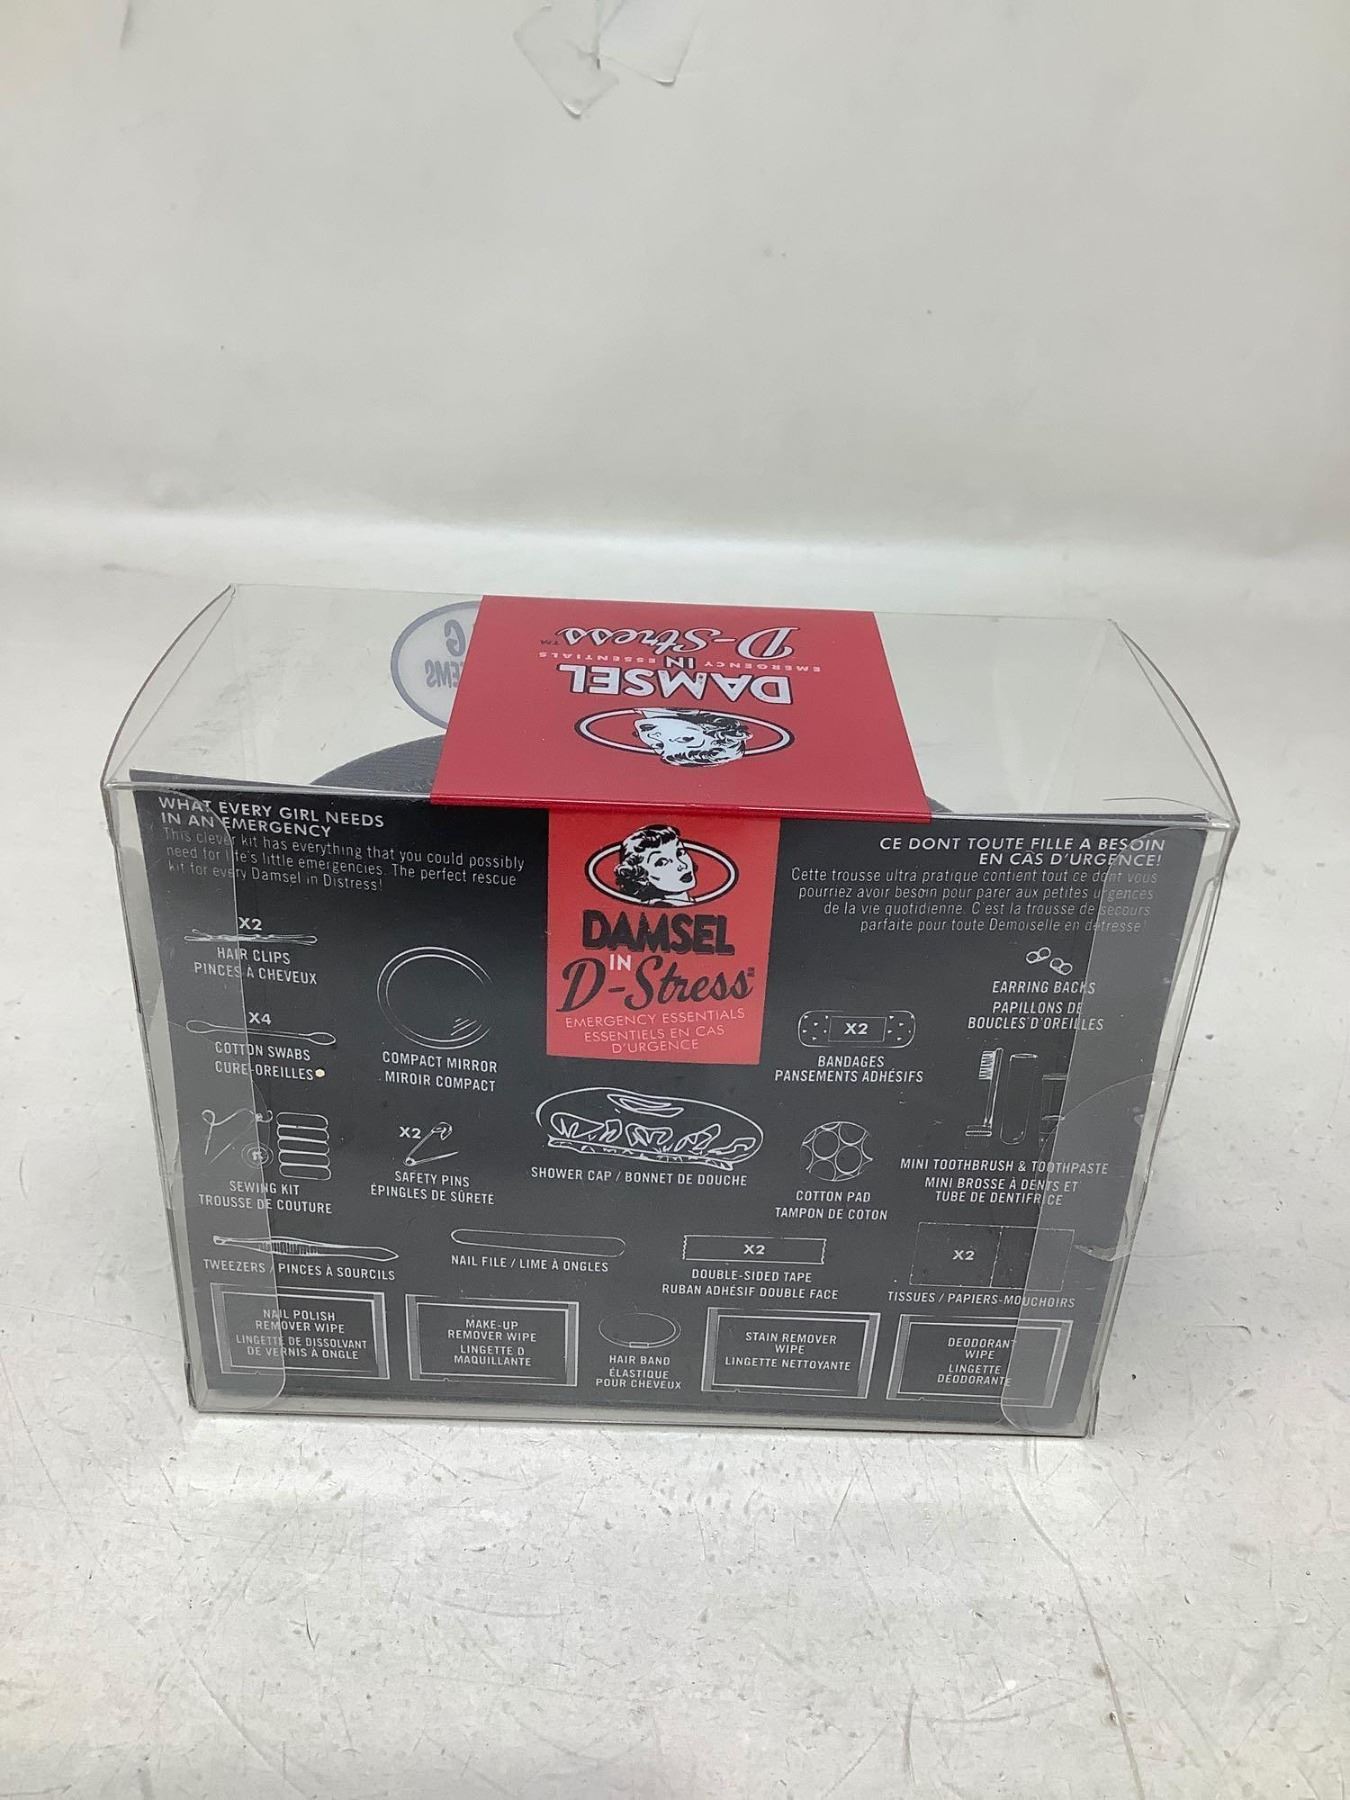 D-Stress™
EMERGENCY ESSENTIALS
IN
DAMSEL
WHAT EVERY GIRL NEEDS
IN AN EMERGENCY
This clever kit has everything that you could possibly
need for life's little emergencies. The perfect rescue
kit for every Damsel in Distress!
DAMSEL
IN
D-Stress
EMERGENCY ESSENTIALS
ESSENTIELS EN CAS
D'URGENCE
CE DONT TOUTE FILLE A BESOIN
EN CAS D'URGENCE!
Cette trousse ultra pratique contient tout ce dont vous
pourriez avoir besoin pour parer aux petites urgences
de la vie quotidienne. C'est la trousse de secours
parfaite pour toute Demoiselle en detresse!
X2
HAIR CLIPS
PINCES À CHEVEUX
X4
COTTON SWABS
CURE-OREILLES
COMPACT MIRROR
MIROIR COMPACT
X2
BANDAGES
PANSEMENTS ADHÉSIFS
EARRING BACKS
PAPILLONS DE
BOUCLES D'OREILLES
SEWING KIT
TROUSSE DE COUTURE
X2
SAFETY PINS
ÉPINGLES DE SÛRETÉ
SHOWER CAP / BONNET DE DOUCHE
COTTON PAD
TAMPON DE COTON
MINI TOOTHBRUSH & TOOTHPASTE
MINI BROSSE À DENTS ET
TUBE DE DENTIFRICE
TWEEZERS / PINCES À SOURCILS
NAIL FILE / LIME À ONGLES
X2
DOUBLE-SIDED TAPE
RUBAN ADHÉSIF DOUBLE FACE
X2
TISSUES / PAPIERS-MOUCHOIRS
NAIL POLISH
REMOVER WIPE
LINGETTE DE DISSOLVANT
DE VERNIS À ONGLE
MAKE-UP
REMOVER WIPE
LINGETTE D
MAQUILLANTE
HAIR BAND
ÉLASTIQUE
POUR CHEVEUX
STAIN REMOVER
WIPE
LINGETTE NETTOYANTE
DEODORANT
WIPE
LINGETTE
DÉODORANTE